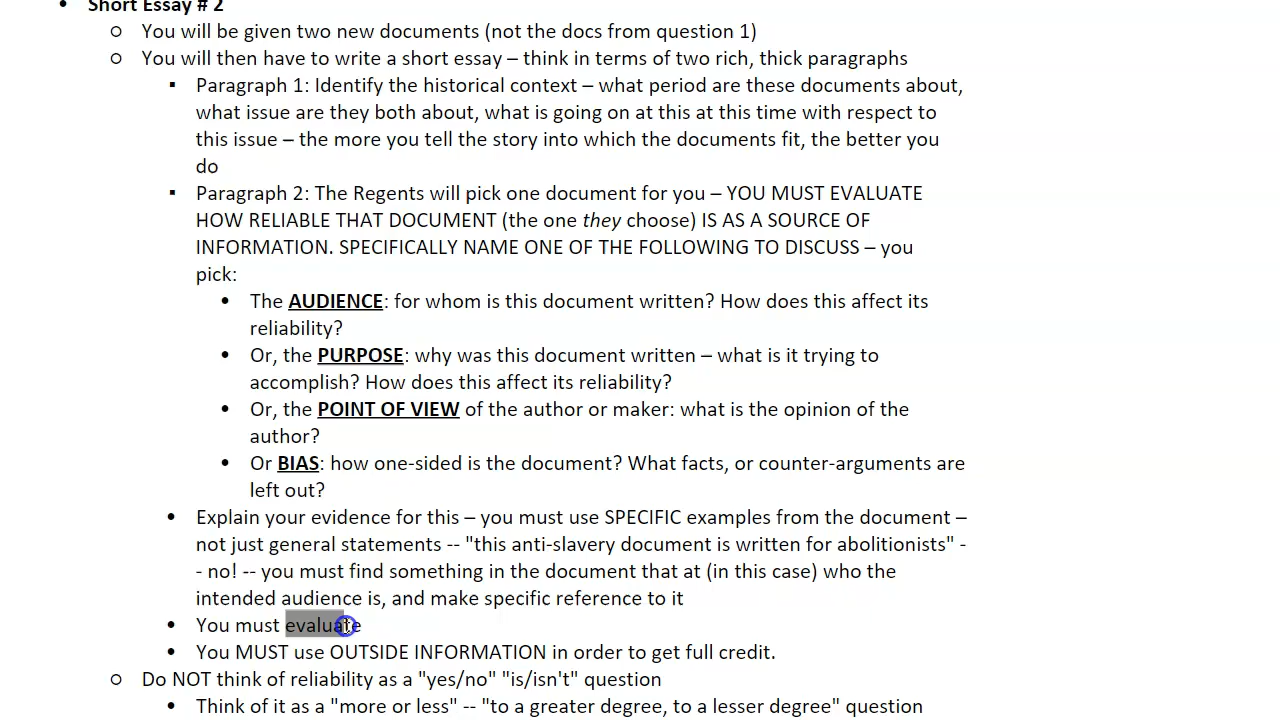 • Short Essay # 2
o You will be given two new documents (not the docs from question 1)
o You will then have to write a short essay – think in terms of two rich, thick paragraphs
▪ Paragraph 1: Identify the historical context – what period are these documents about,
what issue are they both about, what is going on at this at this time with respect to
this issue – the more you tell the story into which the documents fit, the better you
do
▪ Paragraph 2: The Regents will pick one document for you – YOU MUST EVALUATE
HOW RELIABLE THAT DOCUMENT (the one they choose) IS AS A SOURCE OF
INFORMATION. SPECIFICALLY NAME ONE OF THE FOLLOWING TO DISCUSS – you
pick:
• The AUDIENCE: for whom is this document written? How does this affect its
reliability?
• Or, the PURPOSE: why was this document written – what is it trying to
accomplish? How does this affect its reliability?
• Or, the POINT OF VIEW of the author or maker: what is the opinion of the
author?
• Or BIAS: how one-sided is the document? What facts, or counter-arguments are
left out?
• Explain your evidence for this – you must use SPECIFIC examples from the document –
not just general statements -- "this anti-slavery document is written for abolitionists" -
- no! -- you must find something in the document that at (in this case) who the
intended audience is, and make specific reference to it
• You must evaluate
• You MUST use OUTSIDE INFORMATION in order to get full credit.
o Do NOT think of reliability as a "yes/no" "is/isn't" question
• Think of it as a "more or less" -- "to a greater degree, to a lesser degree" question